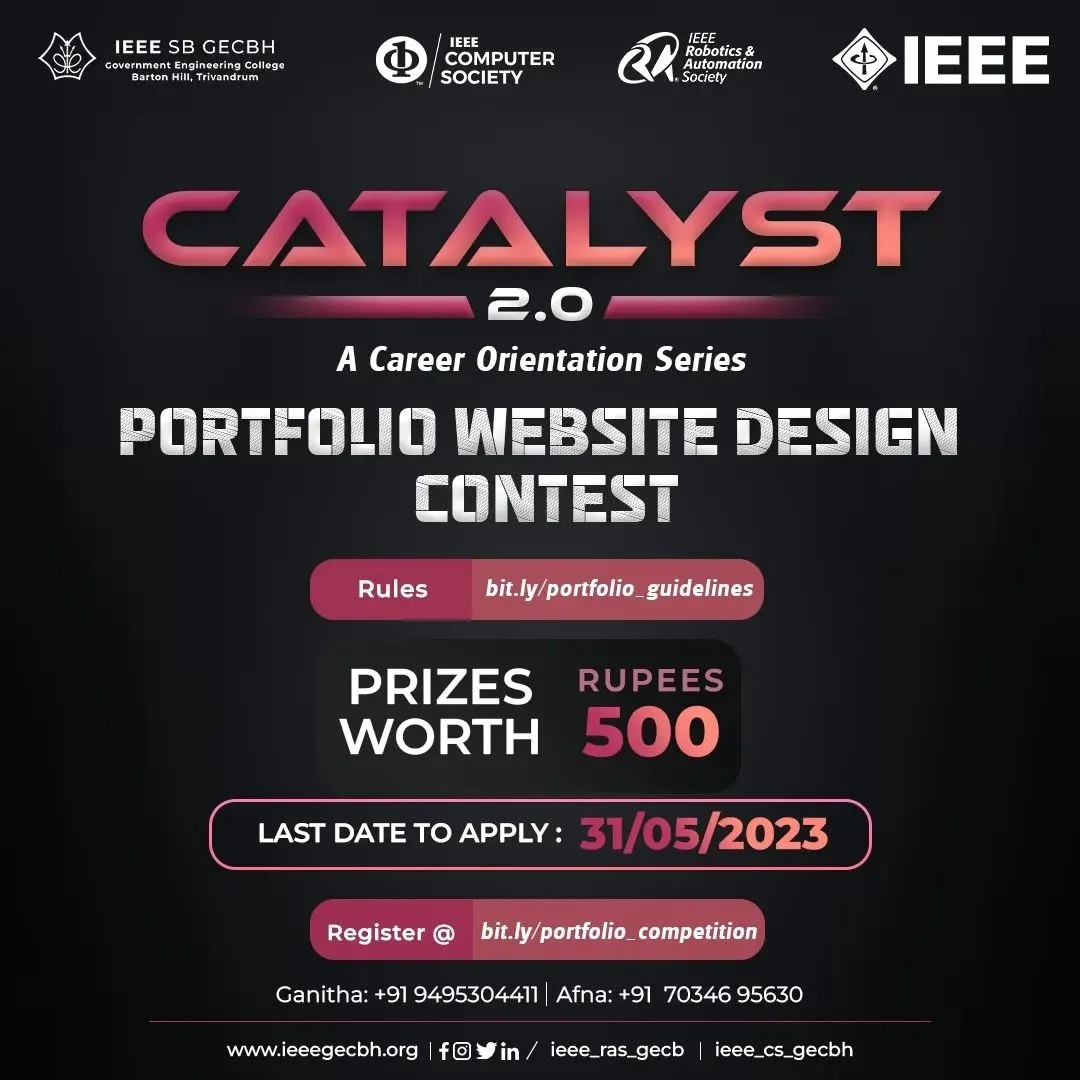 IEEE SB GECBH
Government Engineering College
Barton Hill, Trivandrum
IEEE
COMPUTER
SOCIETY
TM
IEEE
Robotics &
Automation
Society
IEEE
CATALYST
2.0
A Career Orientation Series
PORTFOLIO WEBSITE DESIGN
CONTEST
Rules bit.ly/portfolio_guidelines
PRIZES
WORTH
RUPEES
500
LAST DATE TO APPLY : 31/05/2023
Register @ bit.ly/portfolio_competition
Ganitha: +91 9495304411 | Afna: +91 70346 95630
www.ieeegecbh.org | / ieee_ras_gecb | ieee_cs_gecbh